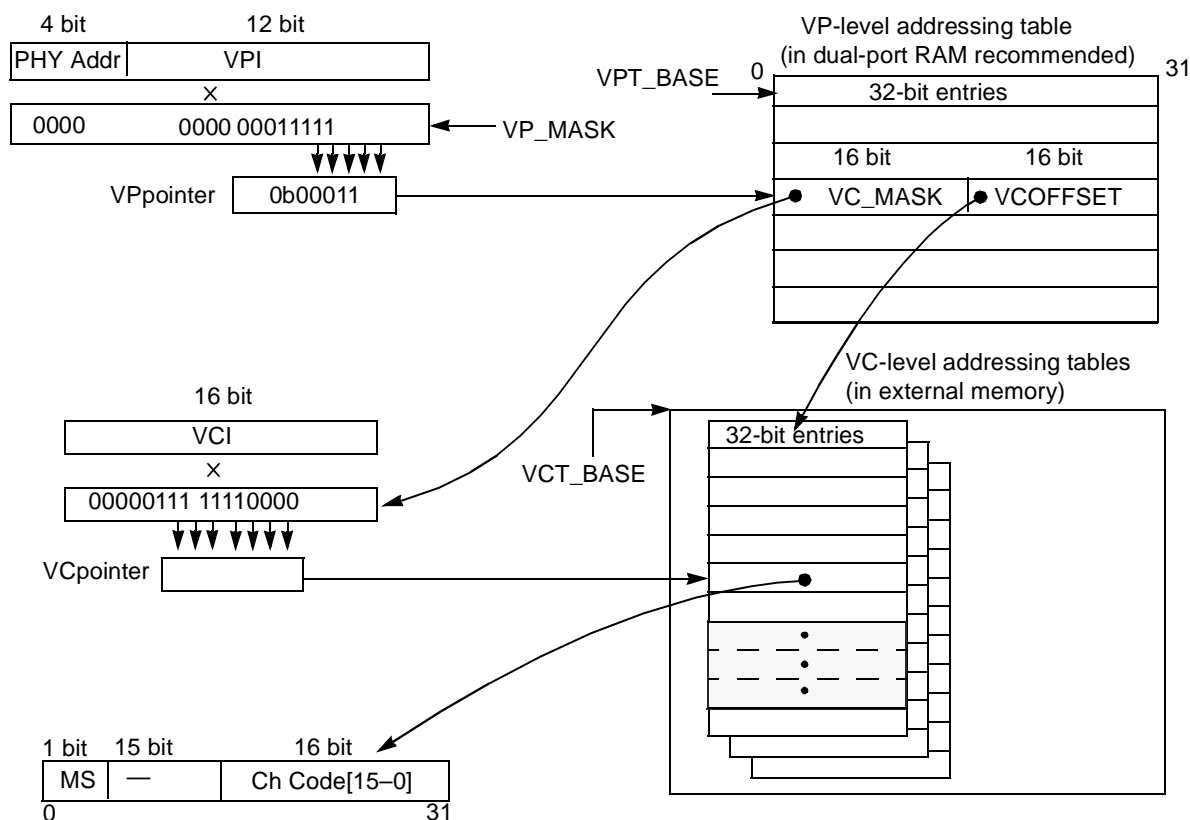 4 bit 12 bit
PHY Addr VPI
×
0000 0000 00011111
VP_MASK
VPpointer 0b00011
VP-level addressing table
(in dual-port RAM recommended)
0 31
VPT_BASE
32-bit entries
16 bit 16 bit
VC_MASK VCOFFSET
VC-level addressing tables
(in external memory)
16 bit
VCI
×
00000111 11110000
VCpointer
VCT_BASE
32-bit entries
1 bit 15 bit 16 bit
MS — Ch Code[15–0]
0 31